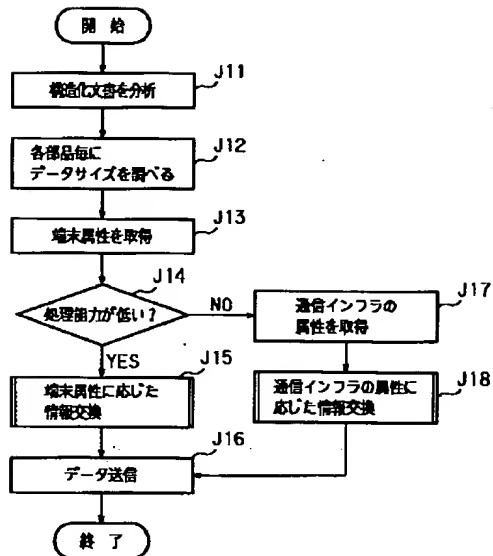 開始
J11
構造化文書を分析
J12
各部品毎に
データサイズを調べる
J13
端末属性を取得
J14
処理能力が低い?
NO
YES
J17
通信インフラの
属性を取得
J15
端末属性に応じた
情報交換
J18
通信インフラの属性に
応じた情報交換
J16
データ送信
終了